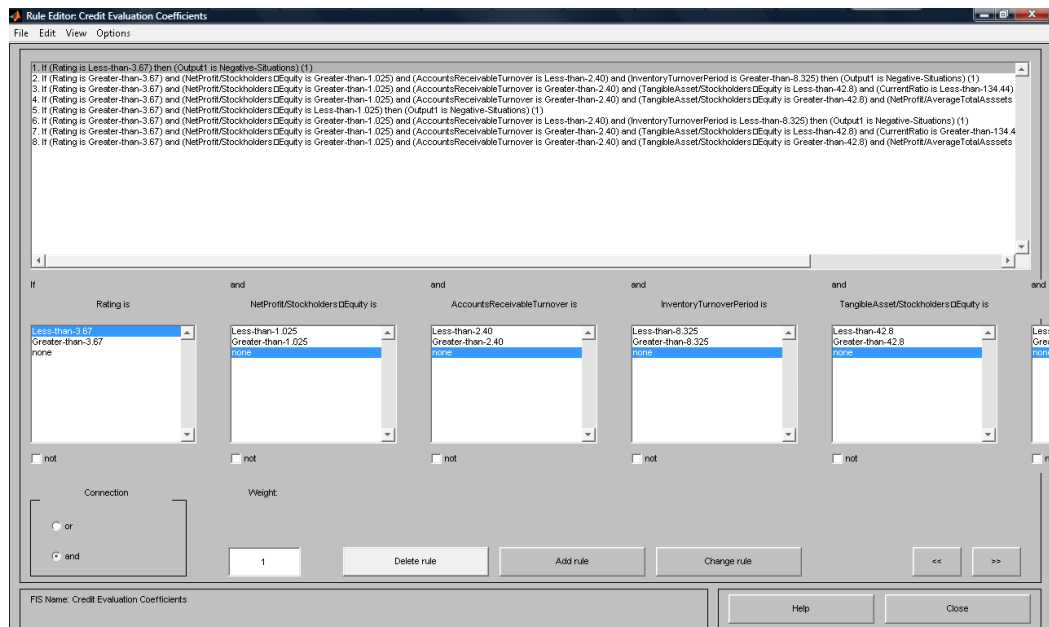 Rule Editor: Credit Evaluation Coefficients
File Edit View Options
1. If (Rating is Less-than-3.67) then (Output1 is Negative-Situations) (1)
2. If (Rating is Greater-than-3.67) and (NetProfit/Stockholders□Equity is Greater-than-1.025) and (AccountsReceivableTurnover is Less-than-2.40) and (InventoryTurnoverPeriod is Greater-than-8.325) then (Output1 is Negative-Situations) (1)
3. If (Rating is Greater-than-3.67) and (NetProfit/Stockholders□Equity is Greater-than-1.025) and (AccountsReceivableTurnover is Greater-than-2.40) and (TangibleAsset/Stockholders□Equity is Less-than-42.8) and (CurrentRatio is Less-than-134.44)
4. If (Rating is Greater-than-3.67) and (NetProfit/Stockholders□Equity is Greater-than-1.025) and (AccountsReceivableTurnover is Greater-than-2.40) and (TangibleAsset/Stockholders□Equity is Greater-than-42.8) and (NetProfit/AverageTotalAsssets
5. If (Rating is Greater-than-3.67) and (NetProfit/Stockholders□Equity is Less-than-1.025) then (Output1 is Negative-Situations) (1)
6. If (Rating is Greater-than-3.67) and (NetProfit/Stockholders□Equity is Greater-than-1.025) and (AccountsReceivableTurnover is Less-than-2.40) and (InventoryTurnoverPeriod is Less-than-8.325) then (Output1 is Negative-Situations) (1)
7. If (Rating is Greater-than-3.67) and (NetProfit/Stockholders□Equity is Greater-than-1.025) and (AccountsReceivableTurnover is Greater-than-2.40) and (TangibleAsset/Stockholders□Equity is Less-than-42.8) and (CurrentRatio is Greater-than-134.4
8. If (Rating is Greater-than-3.67) and (NetProfit/Stockholders□Equity is Greater-than-1.025) and (AccountsReceivableTurnover is Greater-than-2.40) and (TangibleAsset/Stockholders□Equity is Greater-than-42.8) and (NetProfit/AverageTotalAsssets
If and and and and and
Rating is NetProfit/Stockholders□Equity is AccountsReceivableTurnover is InventoryTurnoverPeriod is TangibleAsset/Stockholders□Equity is
Less-than-3.67 Less-than-1.025 Less-than-2.40 Less-than-8.325 Less-than-42.8 Les
Greater-than-3.67 Greater-than-1.025 Greater-than-2.40 Greater-than-8.325 Greater-than-42.8 Gre
none none none none none non
not not not not not n
Connection Weight:
or
and 1 Delete rule Add rule Change rule << >>
FIS Name: Credit Evaluation Coefficients Help Close